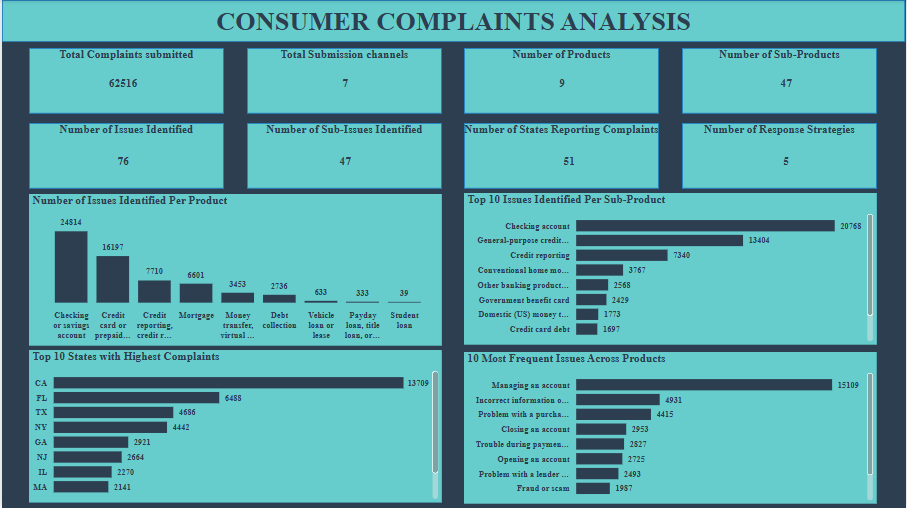 CONSUMER COMPLAINTS ANALYSIS
Total Complaints submitted
62516
Total Submission channels
7
Number of Products
9
Number of Sub-Products
47
Number of Issues Identified
76
Number of Sub-Issues Identified
47
Number of States Reporting Complaints
51
Number of Response Strategies
5
Number of Issues Identified Per Product
24814
16197
7710
6601
3453
2736
633
333
39
Checking or savings account
Credit card or prepaid...
Credit reporting, credit r...
Mortgage
Money transfer, virtual ...
Debt collection
Vehicle loan or lease
Payday loan, title loan, or...
Student loan
Top 10 Issues Identified Per Sub-Product
Checking account 20768
General-purpose credit... 13404
Credit reporting 7340
Conventional home mo... 3767
Other banking product... 2568
Government benefit card 2429
Domestic (US) money t... 1773
Credit card debt 1697
Top 10 States with Highest Complaints
CA 13709
FL 6488
TX 4686
NY 4442
GA 2921
NJ 2664
IL 2270
MA 2141
10 Most Frequent Issues Across Products
Managing an account 15109
Incorrect information o... 4931
Problem with a purcha... 4415
Closing an account 2953
Trouble during paymen... 2827
Opening an account 2725
Problem with a lender ... 2493
Fraud or scam 1987